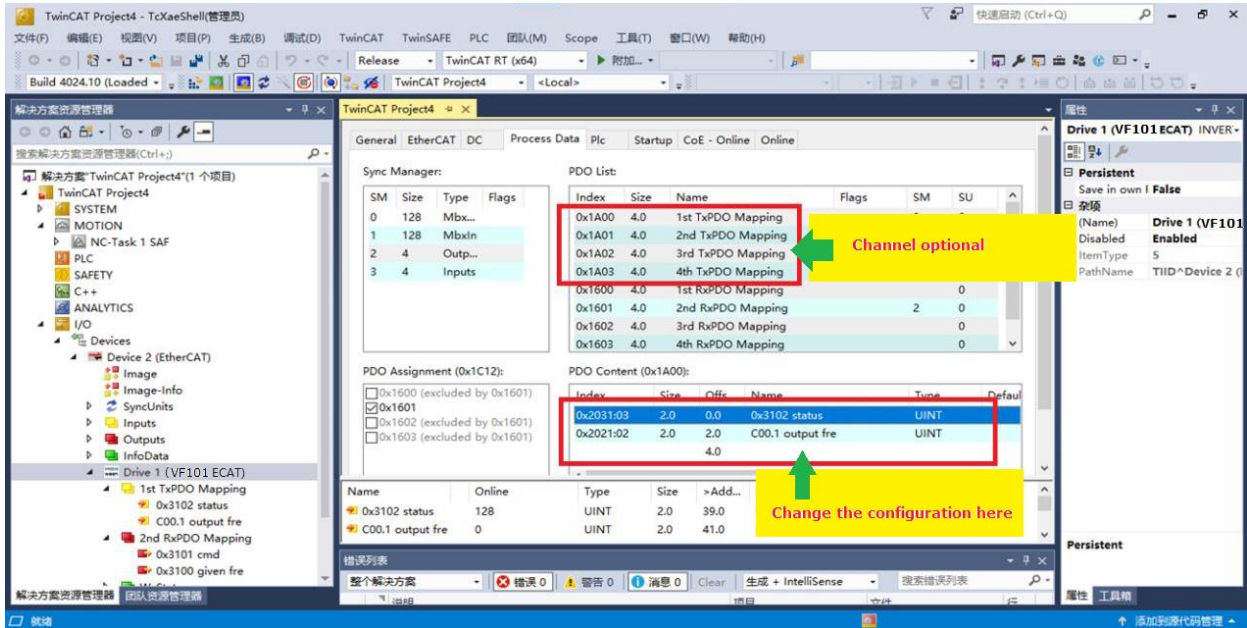 TwinCAT Project4 - TcXaeShell(管理员)
快速启动 (Ctrl+Q)
文件(F) 编辑(E) 视图(V) 项目(P) 生成(B) 调试(D) TwinCAT TwinSAFE PLC 团队(M) Scope 工具(T) 窗口(W) 帮助(H)
Release TwinCAT RT (x64) 附加...
Build 4024.10 (Loaded TwinCAT Project4 <Local>
解决方案资源管理器
搜索解决方案资源管理器(Ctrl+;)
解决方案"TwinCAT Project4"(1 个项目)
TwinCAT Project4
SYSTEM
MOTION
NC-Task 1 SAF
PLC
SAFETY
C++
ANALYTICS
I/O
Devices
Device 2 (EtherCAT)
Image
Image-Info
SyncUnits
Inputs
Outputs
InfoData
Drive 1 (VF101 ECAT)
1st TxPDO Mapping
0x3102 status
C00.1 output fre
2nd RxPDO Mapping
0x3101 cmd
0x3100 given fre
解决方案资源管理器 团队资源管理器
TwinCAT Project4
General EtherCAT DC Process Data Plc Startup CoE - Online Online
Sync Manager:
SM Size Type Flags
0 128 Mbx...
1 128 MbxIn
2 4 Outp...
3 4 Inputs
PDO List:
Index Size Name Flags SM SU
0x1A00 4.0 1st TxPDO Mapping
0x1A01 4.0 2nd TxPDO Mapping
0x1A02 4.0 3rd TxPDO Mapping
0x1A03 4.0 4th TxPDO Mapping
0x1600 4.0 1st RxPDO Mapping 0
0x1601 4.0 2nd RxPDO Mapping 2 0
0x1602 4.0 3rd RxPDO Mapping 0
0x1603 4.0 4th RxPDO Mapping 0
Channel optional
PDO Assignment (0x1C12):
0x1600 (excluded by 0x1601)
0x1601
0x1602 (excluded by 0x1601)
0x1603 (excluded by 0x1601)
PDO Content (0x1A00):
Index Size Offs Name Type Defaul
0x2031:03 2.0 0.0 0x3102 status UINT
0x2021:02 2.0 2.0 C00.1 output fre UINT
4.0
Change the configuration here
Name Online Type Size >Add...
0x3102 status 128 UINT 2.0 39.0
C00.1 output fre 0 UINT 2.0 41.0
错误列表
整个解决方案 错误 0 警告 0 消息 0 Clear 生成 + IntelliSense 搜索错误列表
说明 项目 文件 行
属性
Drive 1 (VF101ECAT) INVER
Persistent
Save in own I False
杂项
(Name) Drive 1 (VF101
Disabled Enabled
ItemType 5
PathName TIID^Device 2 (
Persistent
属性 工具箱
就绪
添加到源代码管理